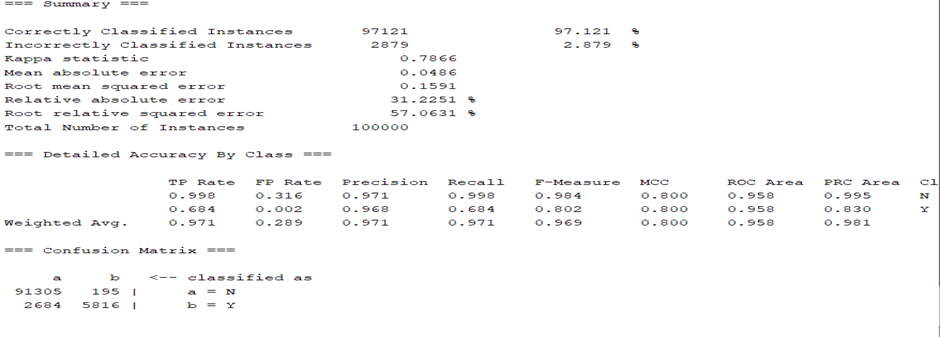 === Summary ===
Correctly Classified Instances 97121 97.121 %
Incorrectly Classified Instances 2879 2.879 %
Kappa statistic 0.7866
Mean absolute error 0.0486
Root mean squared error 0.1591
Relative absolute error 31.2251 %
Root relative squared error 57.0631 %
Total Number of Instances 100000
=== Detailed Accuracy By Class ===
TP Rate FP Rate Precision Recall F-Measure MCC ROC Area PRC Area Cl
0.998 0.316 0.971 0.998 0.984 0.800 0.958 0.995 N
0.684 0.002 0.968 0.684 0.802 0.800 0.958 0.830 Y
Weighted Avg. 0.971 0.289 0.971 0.971 0.969 0.800 0.958 0.981
=== Confusion Matrix ===
a b <-- classified as
91305 195 | a = N
2684 5816 | b = Y